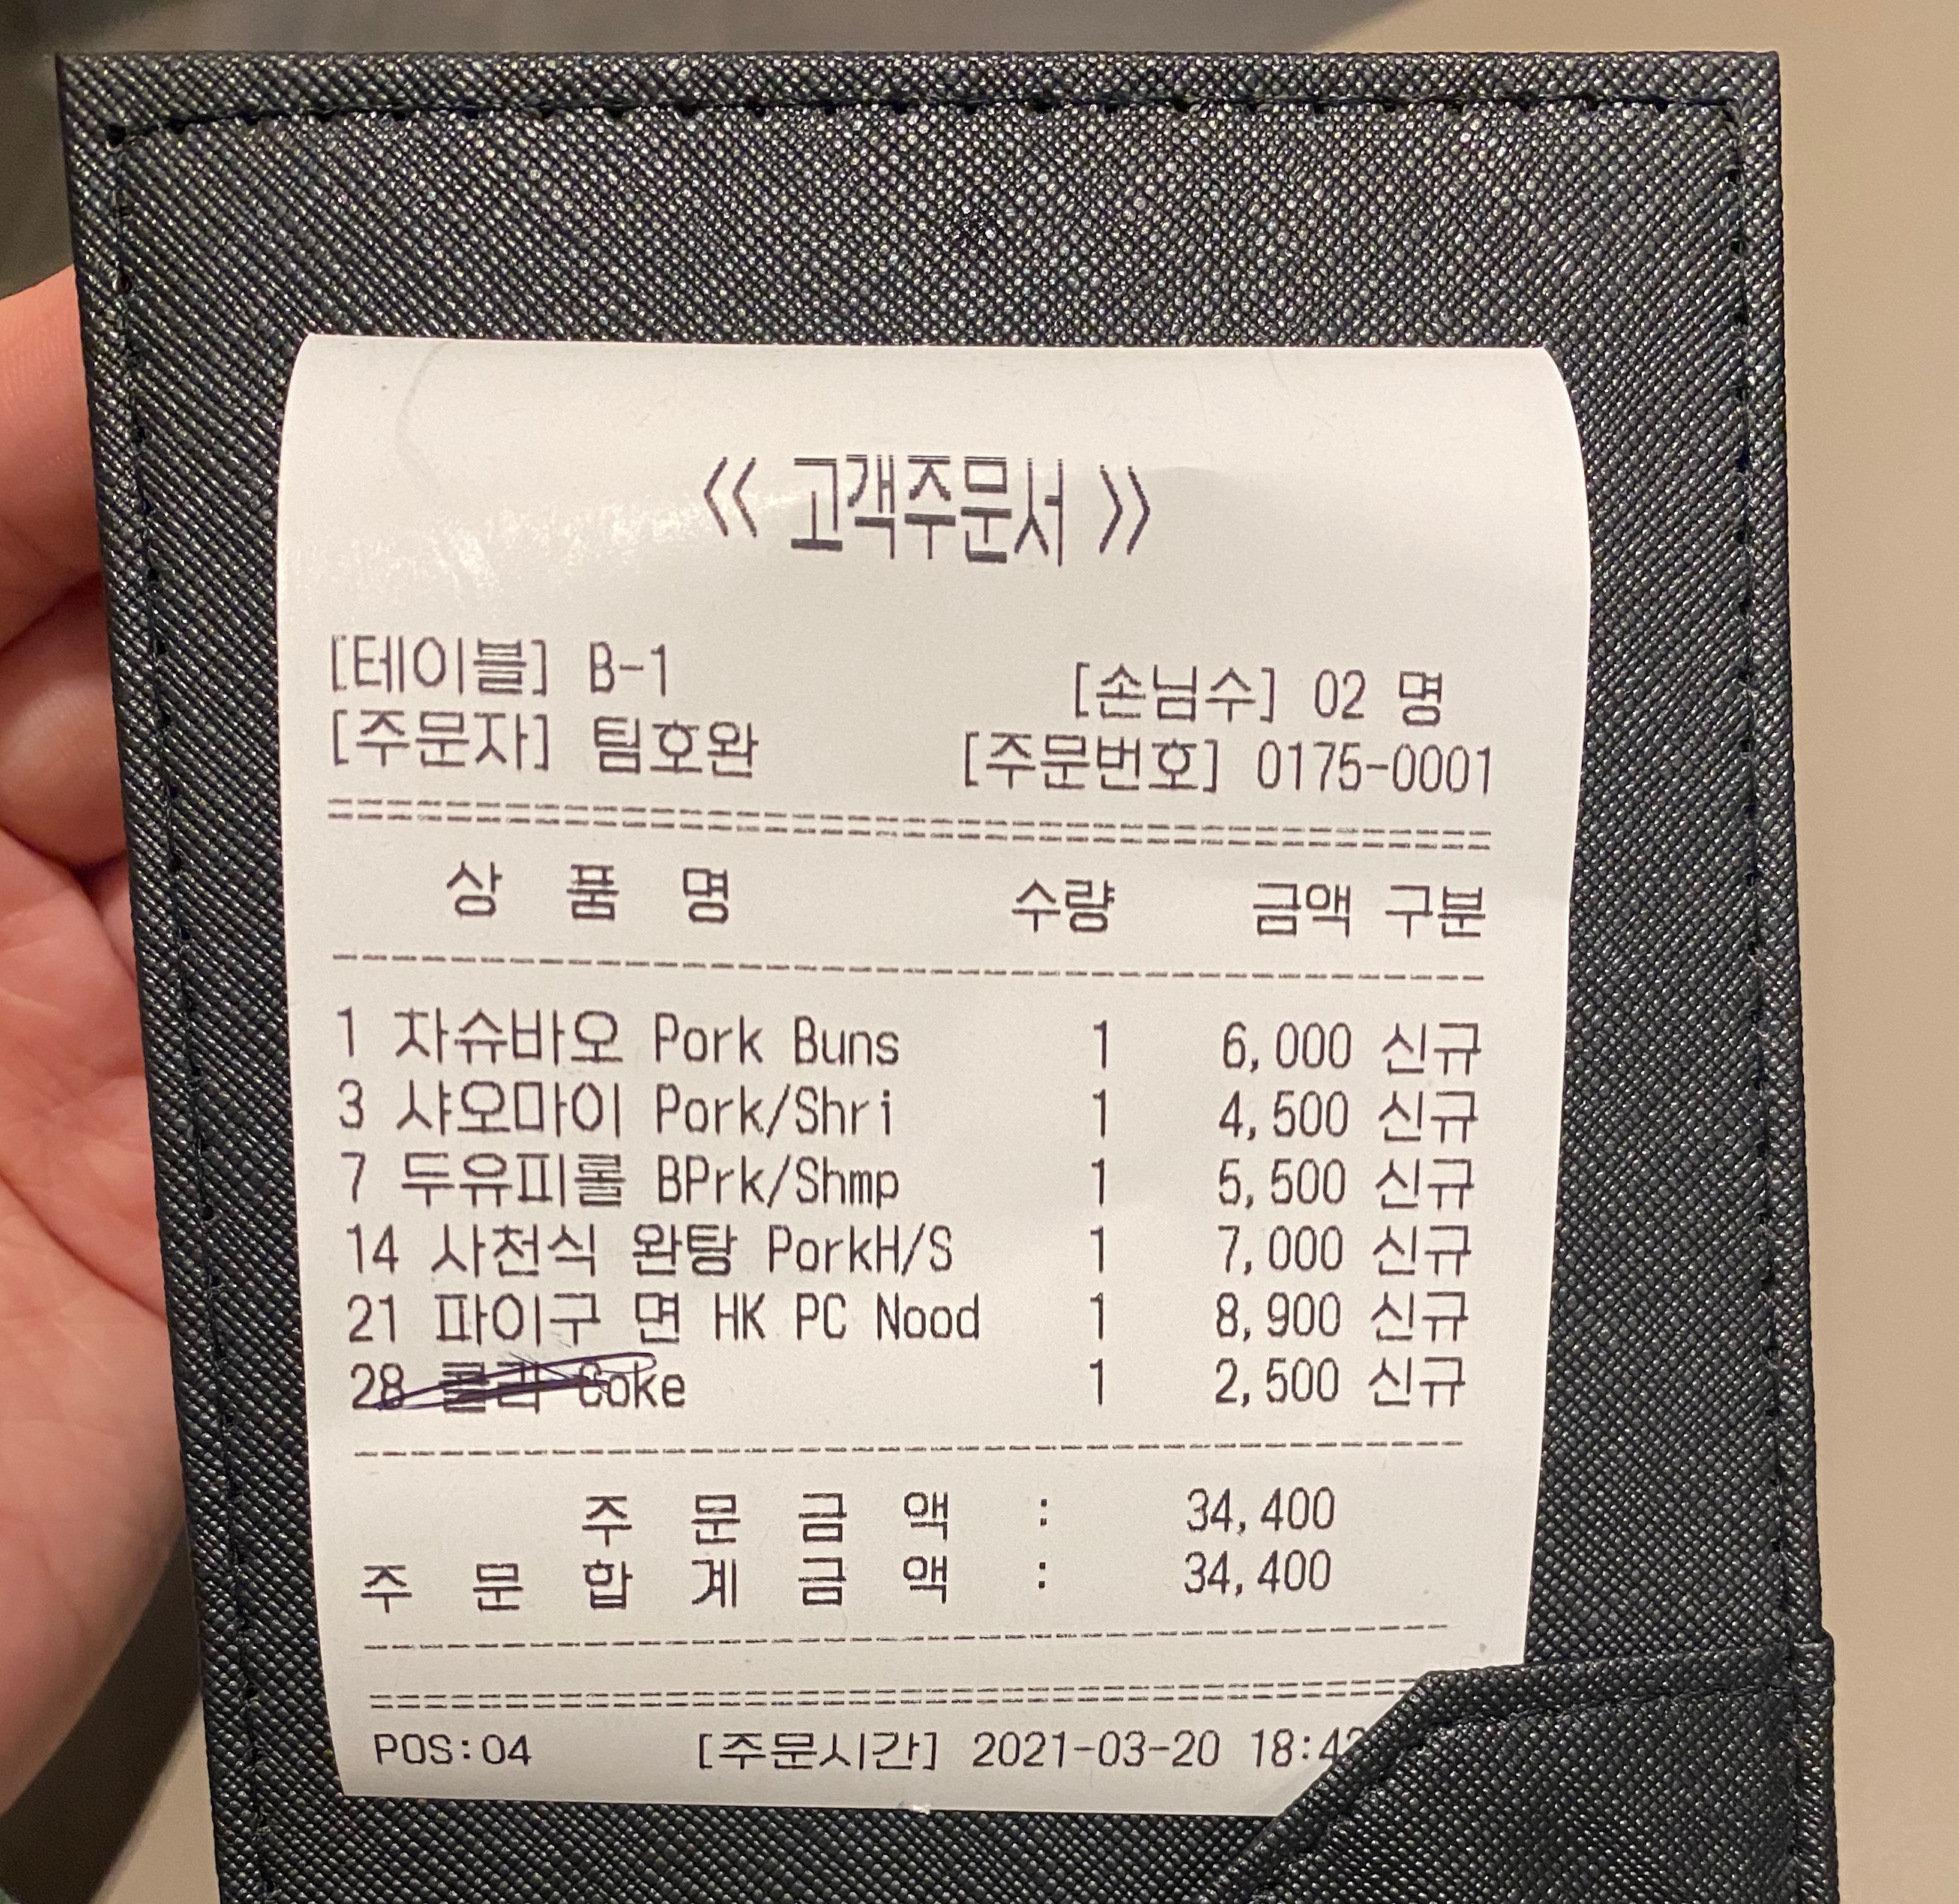 《 고객주문서 》
[테이블] B-1 [손님수] 02 명
[주문자] 팀호완 [주문번호] 0175-0001
상 품 명 수량 금액 구분
1 차슈바오 Pork Buns 1 6,000 신규
3 샤오마이 Pork/Shri 1 4,500 신규
7 두유피롤 BPrk/Shmp 1 5,500 신규
14 사천식 완탕 PorkH/S 1 7,000 신규
21 파이구 면 HK PC Nood 1 8,900 신규
28 콜라 Coke 1 2,500 신규
주 문 금 액 : 34,400
주 문 합 계 금 액 : 34,400
POS:04 [주문시간] 2021-03-20